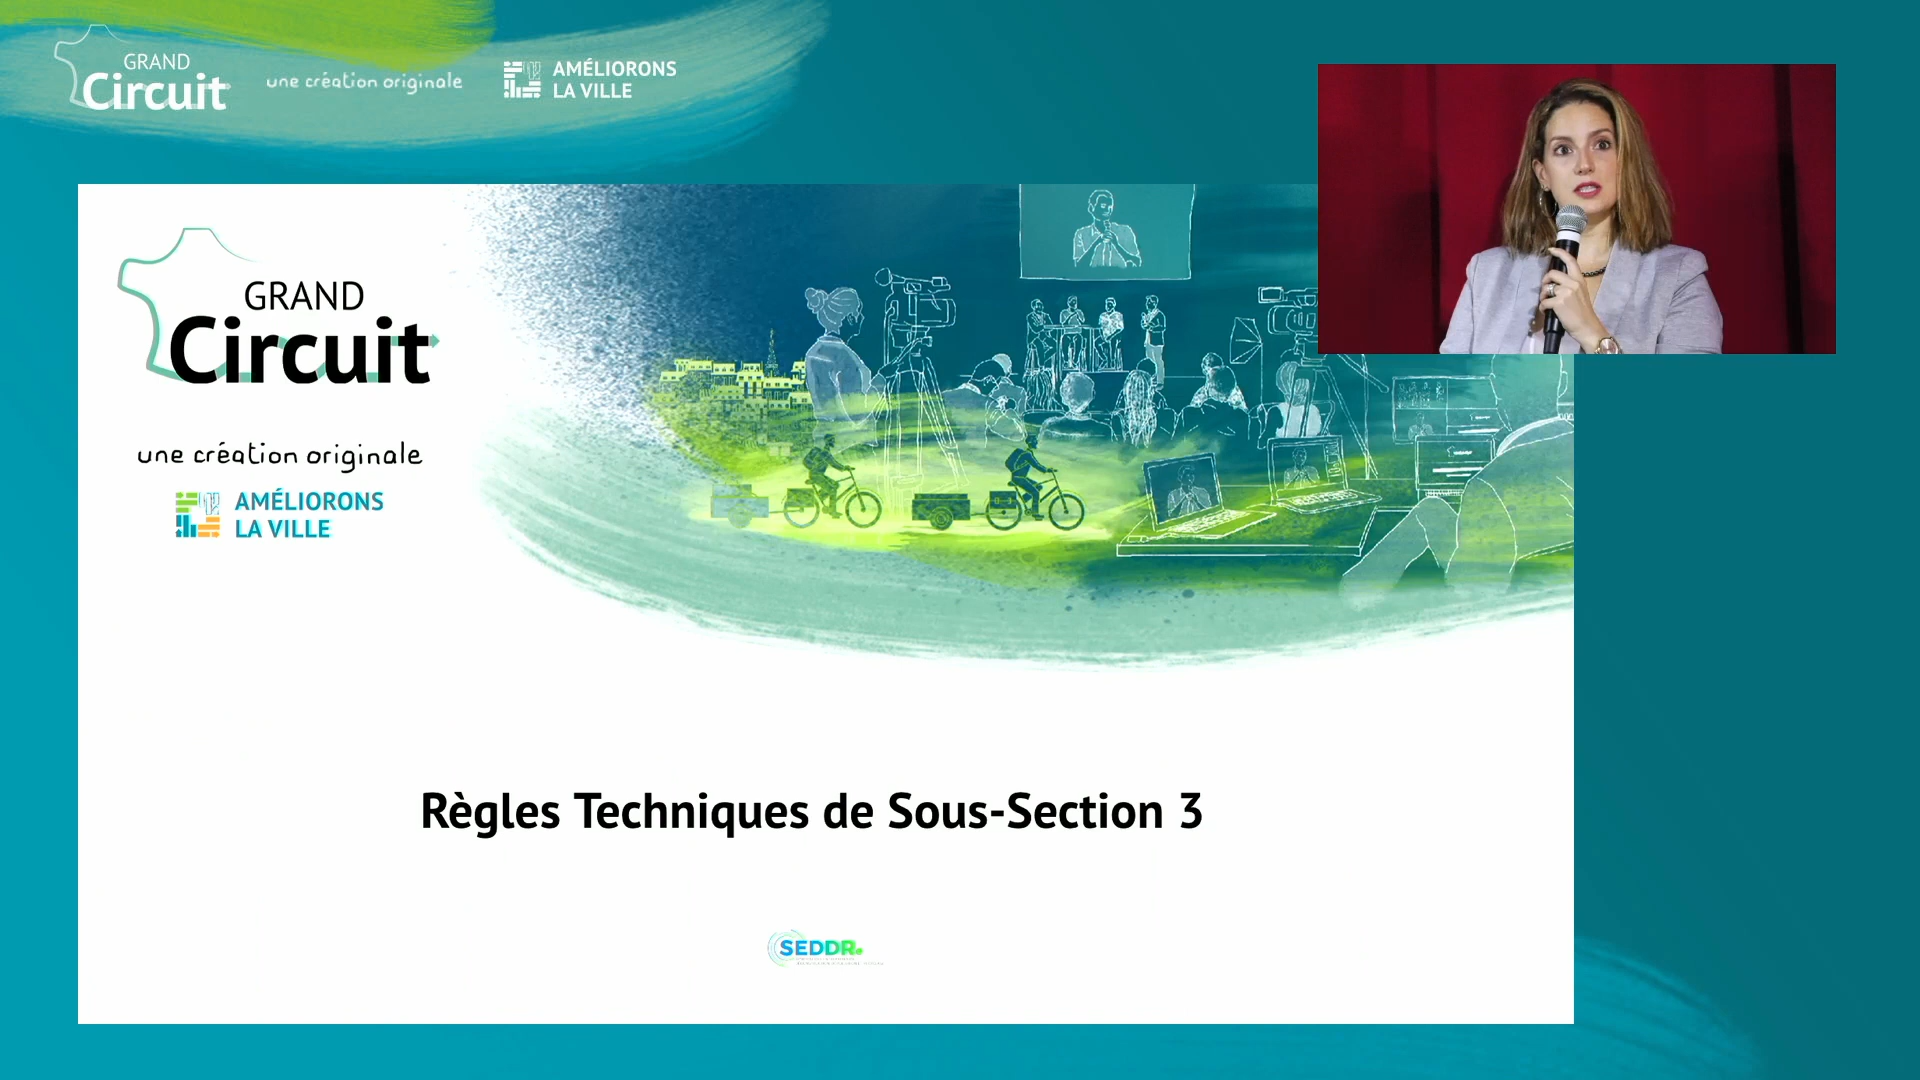 GRAND
Circuit
une création originale
AMÉLIORONS
LA VILLE
GRAND
Circuit
une création originale
AMÉLIORONS
LA VILLE
Règles Techniques de Sous-Section 3
SEDDR